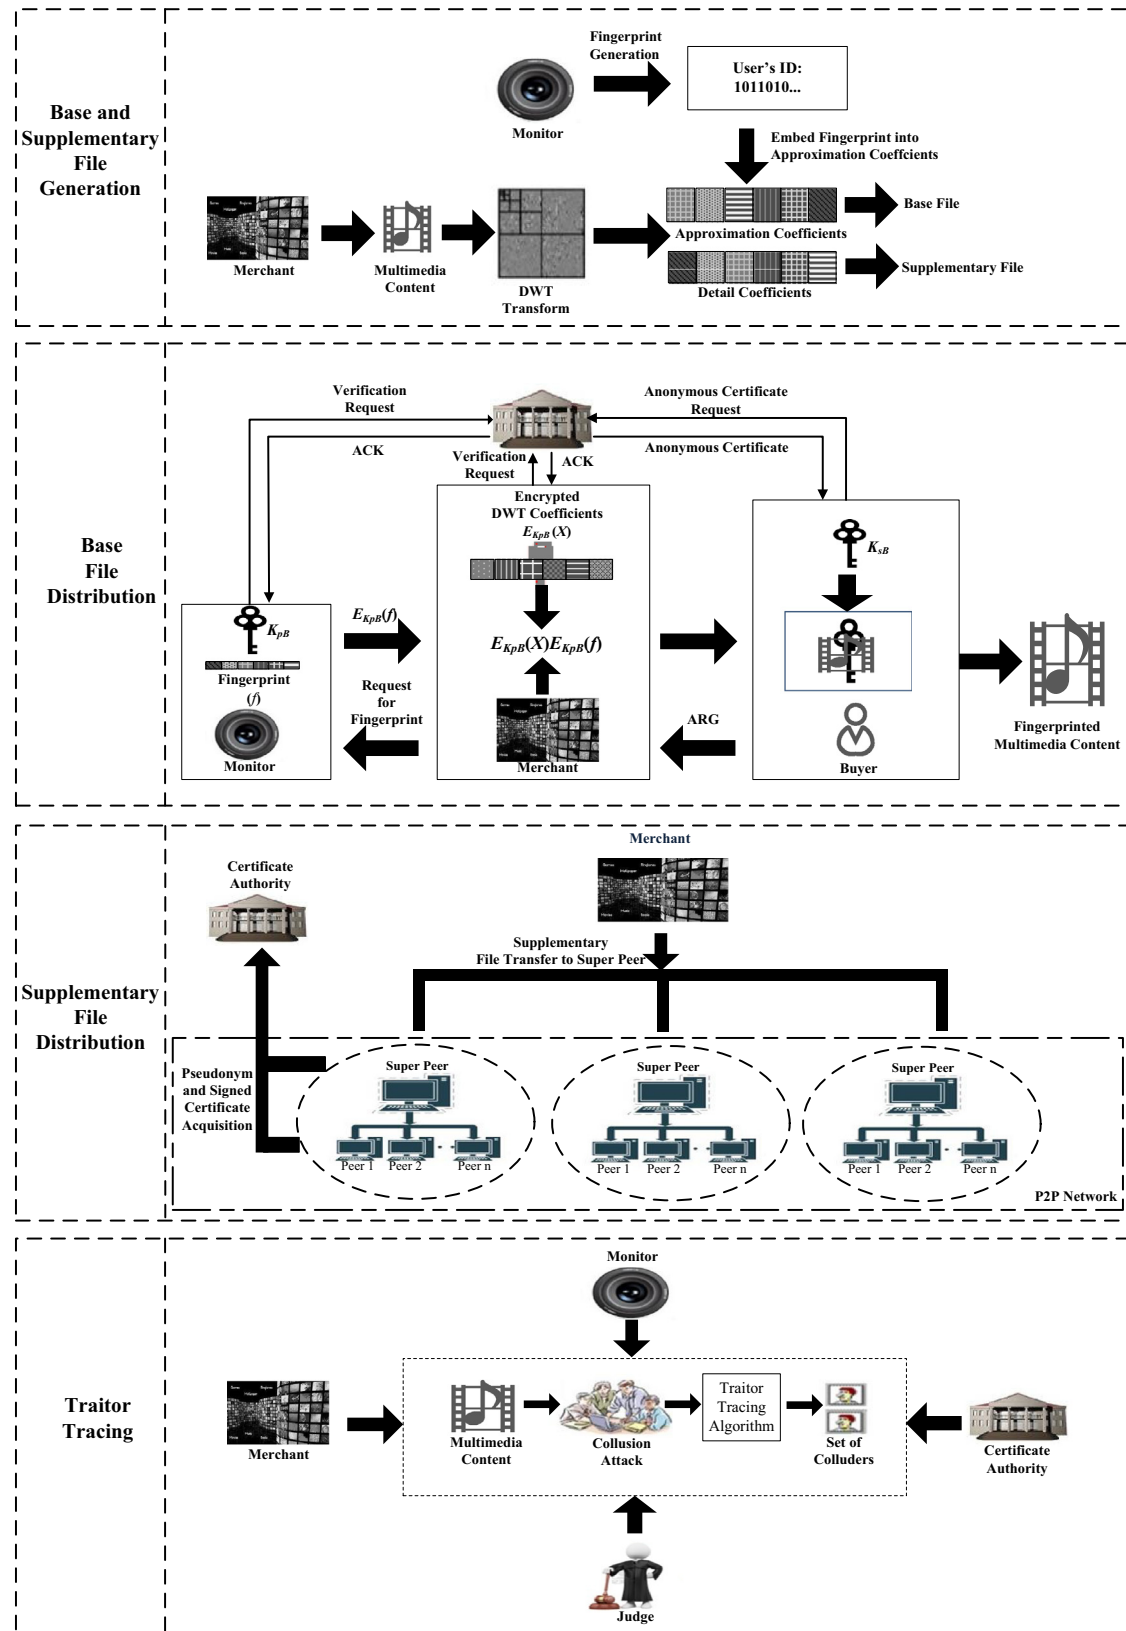 Base and
Supplementary
File
Generation
Fingerprint
Generation
User's ID:
1011010...
Monitor
Embed Fingerprint into
Approximation Coeffcients
Merchant
Multimedia
Content
DWT
Transform
Approximation Coefficients
Base File
Detail Coefficients
Supplementary File
Base
File
Distribution
Verification
Request
ACK
Verification
Request
ACK
Anonymous Certificate
Request
Anonymous Certificate
K_pB
Fingerprint
(f)
Monitor
E_KpB(f)
Request
for
Fingerprint
Encrypted
DWT Coefficients
E_KpB(X)
E_KpB(X)E_KpB(f)
Merchant
ARG
K_sB
Buyer
Fingerprinted
Multimedia Content
Supplementary
File
Distribution
Certificate
Authority
Merchant
Supplementary
File Transfer to Super Peer
Pseudonym
and Signed
Certificate
Acquisition
Super Peer
Peer 1 Peer 2 Peer n
Super Peer
Peer 1 Peer 2 Peer n
Super Peer
Peer 1 Peer 2 Peer n
P2P Network
Traitor
Tracing
Monitor
Merchant
Multimedia
Content
Collusion
Attack
Traitor
Tracing
Algorithm
Set of
Colluders
Certificate
Authority
Judge